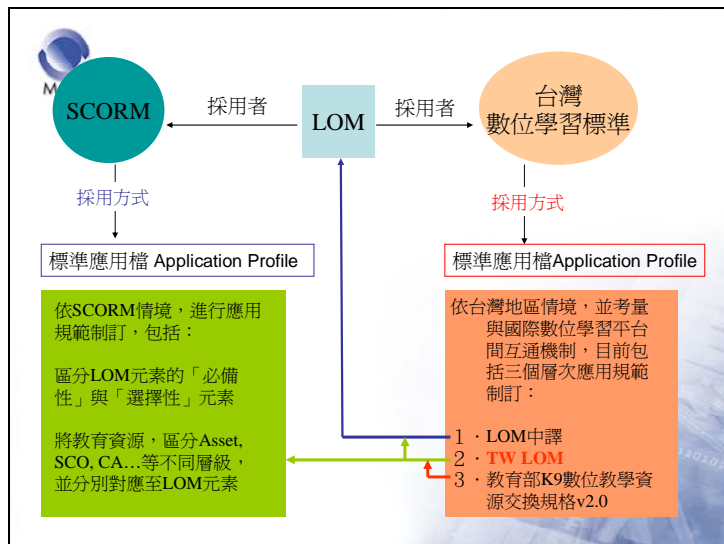 SCORM
採用者
LOM
採用者
台灣
數位學習標準
採用方式
採用方式
標準應用檔 Application Profile
標準應用檔Application Profile
依SCORM情境，進行應用
規範制訂，包括：
區分LOM元素的「必備
性」與「選擇性」元素
將教育資源，區分Asset,
SCO, CA…等不同層級，
並分別對應至LOM元素
依台灣地區情境，並考量
與國際數位學習平台
間互通機制，目前包
括三個層次應用規範
制訂：
1．LOM中譯
2．TW LOM
3．教育部K9數位教學資
源交換規格v2.0